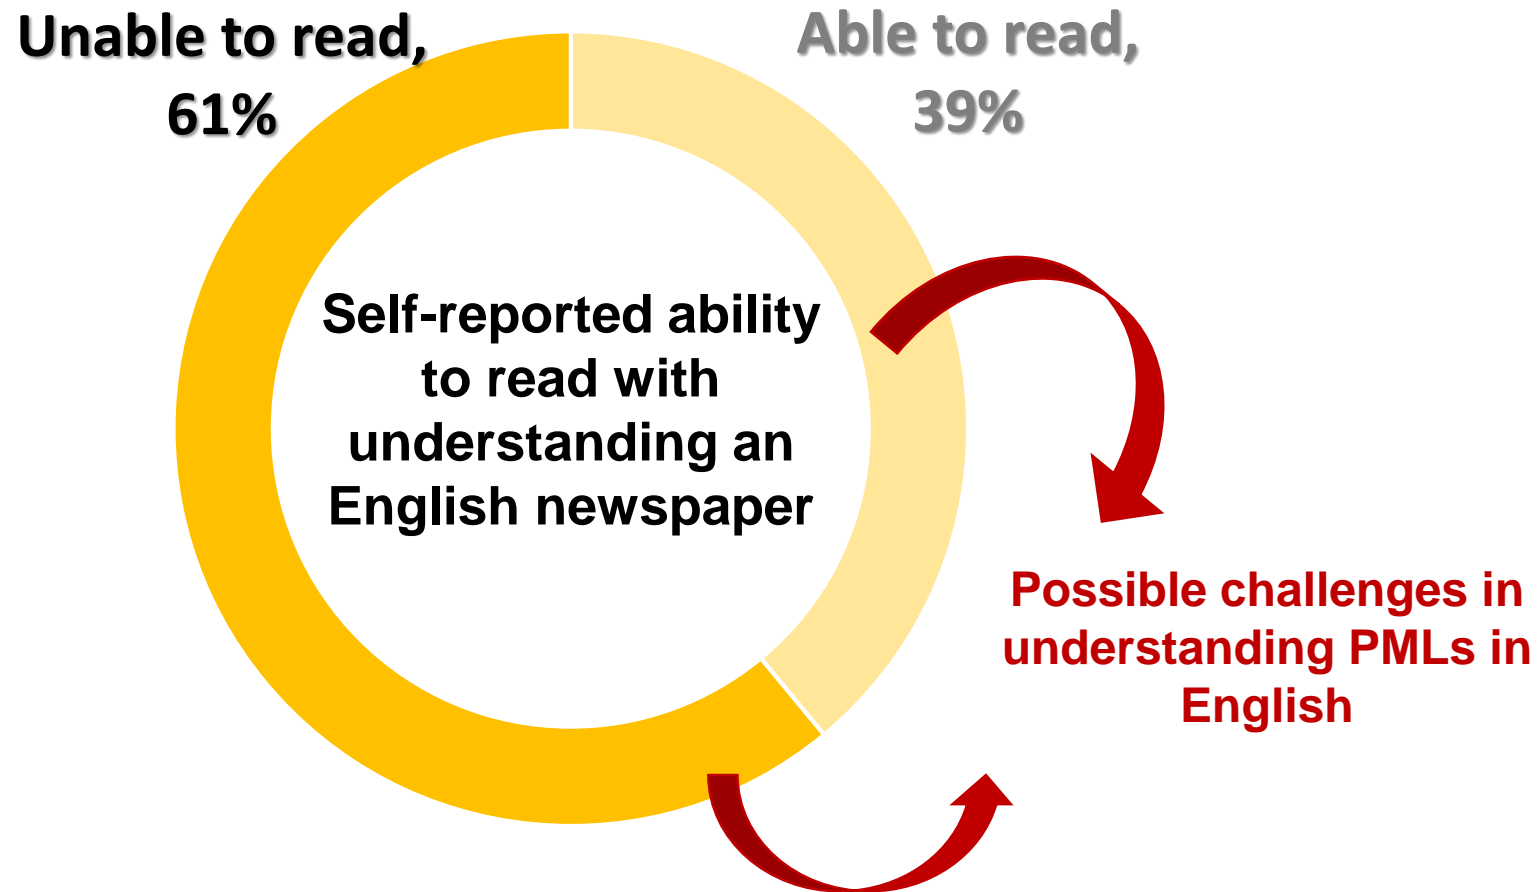 Unable to read,
61%
Able to read,
39%
Self-reported ability
to read with
understanding an
English newspaper
Possible challenges in
understanding PMLs in
English